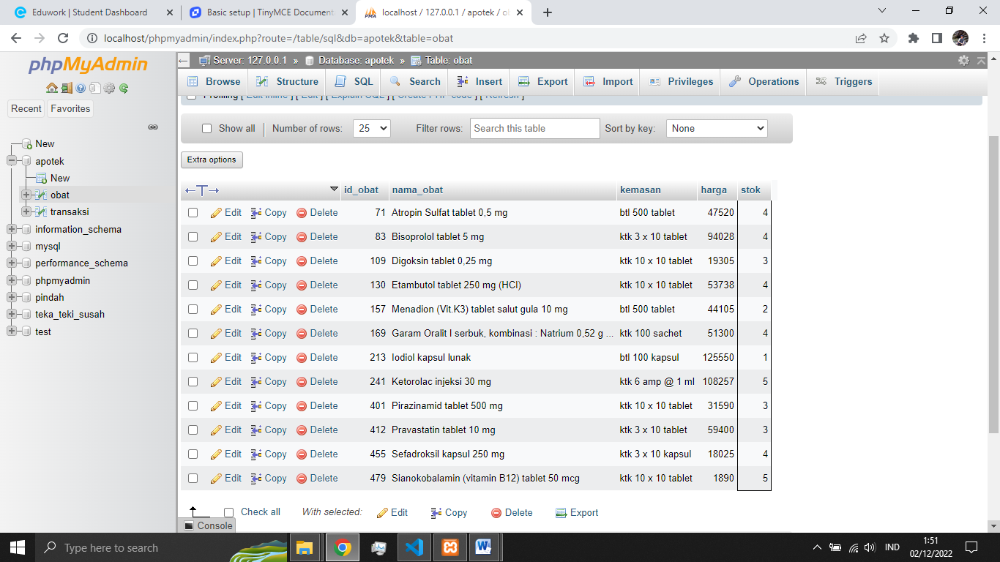 Eduwork | Student Dashboard
Basic setup | TinyMCE Document
localhost / 127.0.0.1 / apotek / o
localhost/phpmyadmin/index.php?route=/table/sql&db=apotek&table=obat
phpMyAdmin
Recent Favorites
New
apotek
New
obat
transaksi
information_schema
mysql
performance_schema
phpmyadmin
pindah
teka_teki_susah
test
Server: 127.0.0.1 » Database: apotek » Table: obat
Browse Structure SQL Search Insert Export Import Privileges Operations Triggers
Profiling [ Edit inline ] [ Edit ] [ Explain SQL ] [ Create PHP code ] [ Refresh ]
Show all Number of rows: 25 Filter rows: Search this table Sort by key: None
Extra options
id_obat nama_obat kemasan harga stok
Edit Copy Delete 71 Atropin Sulfat tablet 0,5 mg btl 500 tablet 47520 4
Edit Copy Delete 83 Bisoprolol tablet 5 mg ktk 3 x 10 tablet 94028 4
Edit Copy Delete 109 Digoksin tablet 0,25 mg ktk 10 x 10 tablet 19305 3
Edit Copy Delete 130 Etambutol tablet 250 mg (HCl) ktk 10 x 10 tablet 53738 4
Edit Copy Delete 157 Menadion (Vit.K3) tablet salut gula 10 mg btl 500 tablet 44105 2
Edit Copy Delete 169 Garam Oralit I serbuk, kombinasi : Natrium 0,52 g ... ktk 100 sachet 51300 4
Edit Copy Delete 213 Iodiol kapsul lunak btl 100 kapsul 125550 1
Edit Copy Delete 241 Ketorolac injeksi 30 mg ktk 6 amp @ 1 ml 108257 5
Edit Copy Delete 401 Pirazinamid tablet 500 mg ktk 10 x 10 tablet 31590 3
Edit Copy Delete 412 Pravastatin tablet 10 mg ktk 3 x 10 tablet 59400 3
Edit Copy Delete 455 Sefadroksil kapsul 250 mg ktk 3 x 10 kapsul 18025 4
Edit Copy Delete 479 Sianokobalamin (vitamin B12) tablet 50 mcg ktk 10 x 10 tablet 1890 5
Check all With selected: Edit Copy Delete Export
Console
Type here to search
IND
1:51
02/12/2022